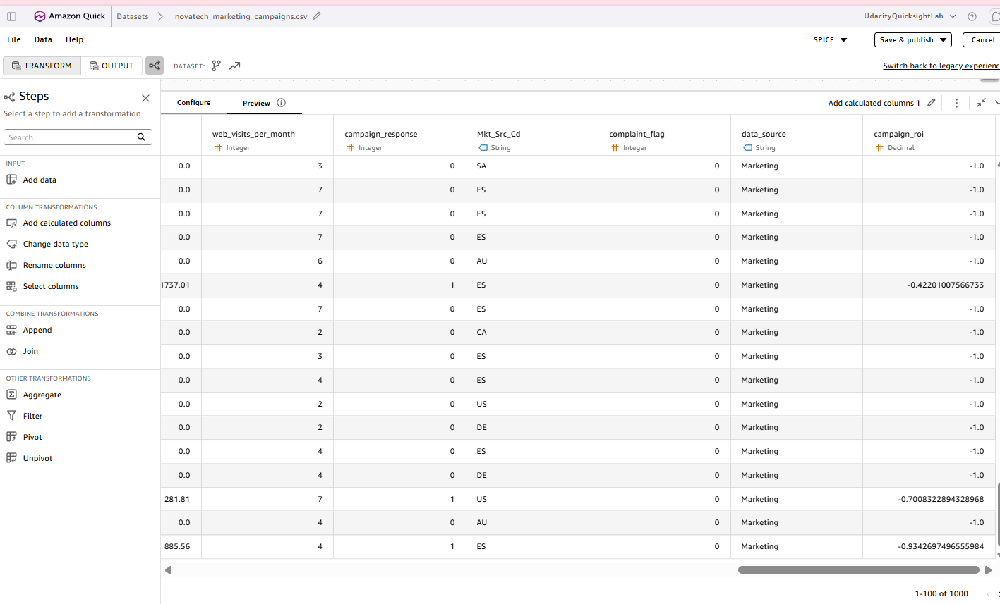 Amazon Quick Datasets novatech_marketing_campaigns.csv UdacityQuicksightLab
File Data Help SPICE Save & publish Cancel
TRANSFORM OUTPUT DATASET: Switch back to legacy experienc
Steps
Select a step to add a transformation
Search
INPUT
Add data
COLUMN TRANSFORMATIONS
Add calculated columns
Change data type
Rename columns
Select columns
COMBINE TRANSFORMATIONS
Append
Join
OTHER TRANSFORMATIONS
Aggregate
Filter
Pivot
Unpivot
Configure Preview Add calculated columns 1
web_visits_per_month campaign_response Mkt_Src_Cd complaint_flag data_source campaign_roi
Integer Integer String Integer String Decimal
0.0 3 0 SA 0 Marketing -1.0
0.0 7 0 ES 0 Marketing -1.0
0.0 7 0 ES 0 Marketing -1.0
0.0 7 0 ES 0 Marketing -1.0
0.0 6 0 AU 0 Marketing -1.0
1737.01 4 1 ES 0 Marketing -0.42201007566733
0.0 7 0 ES 0 Marketing -1.0
0.0 2 0 CA 0 Marketing -1.0
0.0 3 0 ES 0 Marketing -1.0
0.0 4 0 ES 0 Marketing -1.0
0.0 2 0 US 0 Marketing -1.0
0.0 2 0 DE 0 Marketing -1.0
0.0 4 0 ES 0 Marketing -1.0
0.0 4 0 DE 0 Marketing -1.0
281.81 7 1 US 0 Marketing -0.7008322894328968
0.0 4 0 AU 0 Marketing -1.0
885.56 4 1 ES 0 Marketing -0.9342697496555984
1-100 of 1000